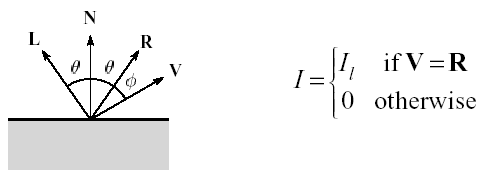 N
L θ θ R
φ V
I = { I_l if V = R
0 otherwise